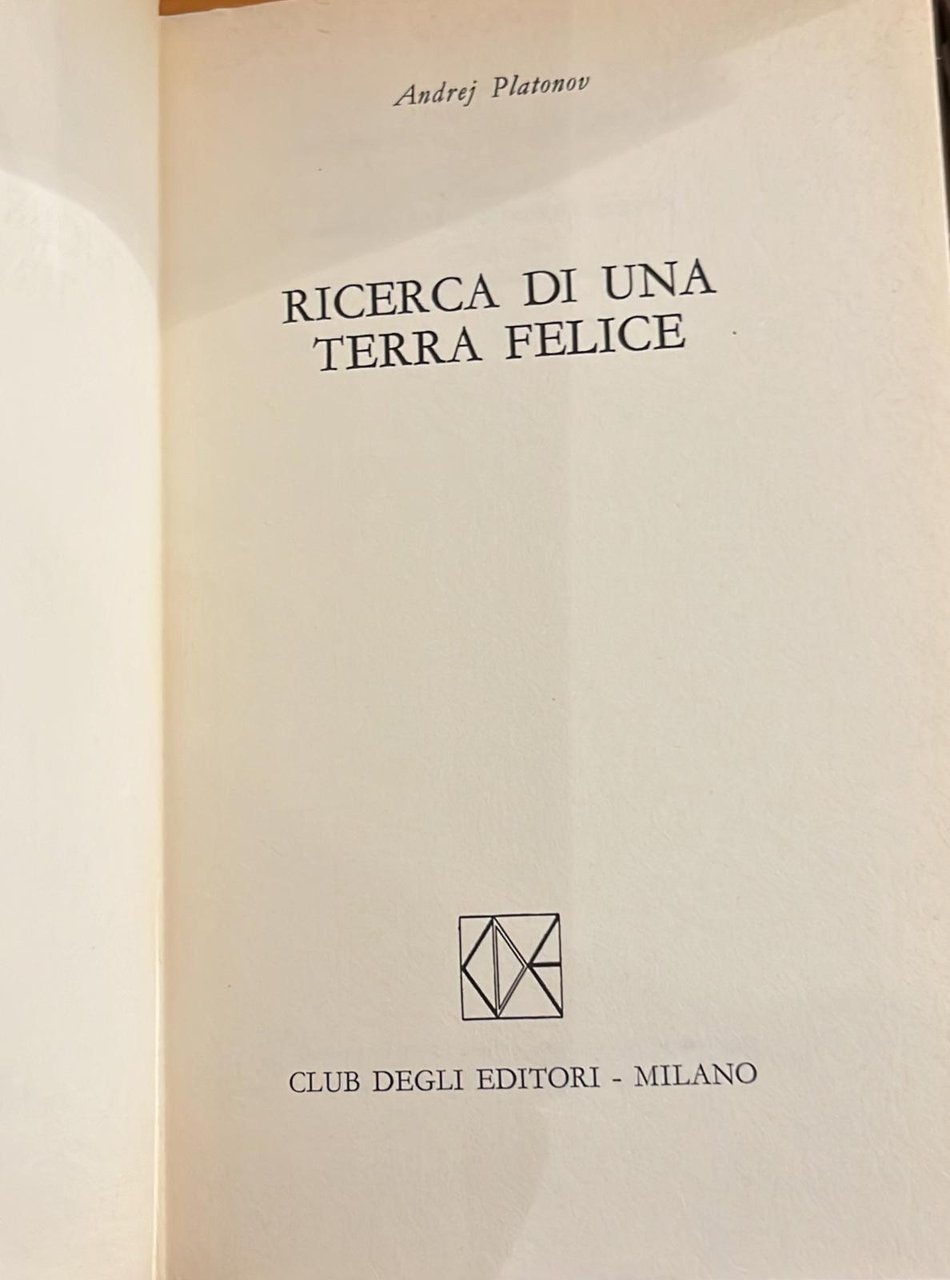 Andrej Platonov
RICERCA DI UNA
TERRA FELICE
CLUB DEGLI EDITORI - MILANO